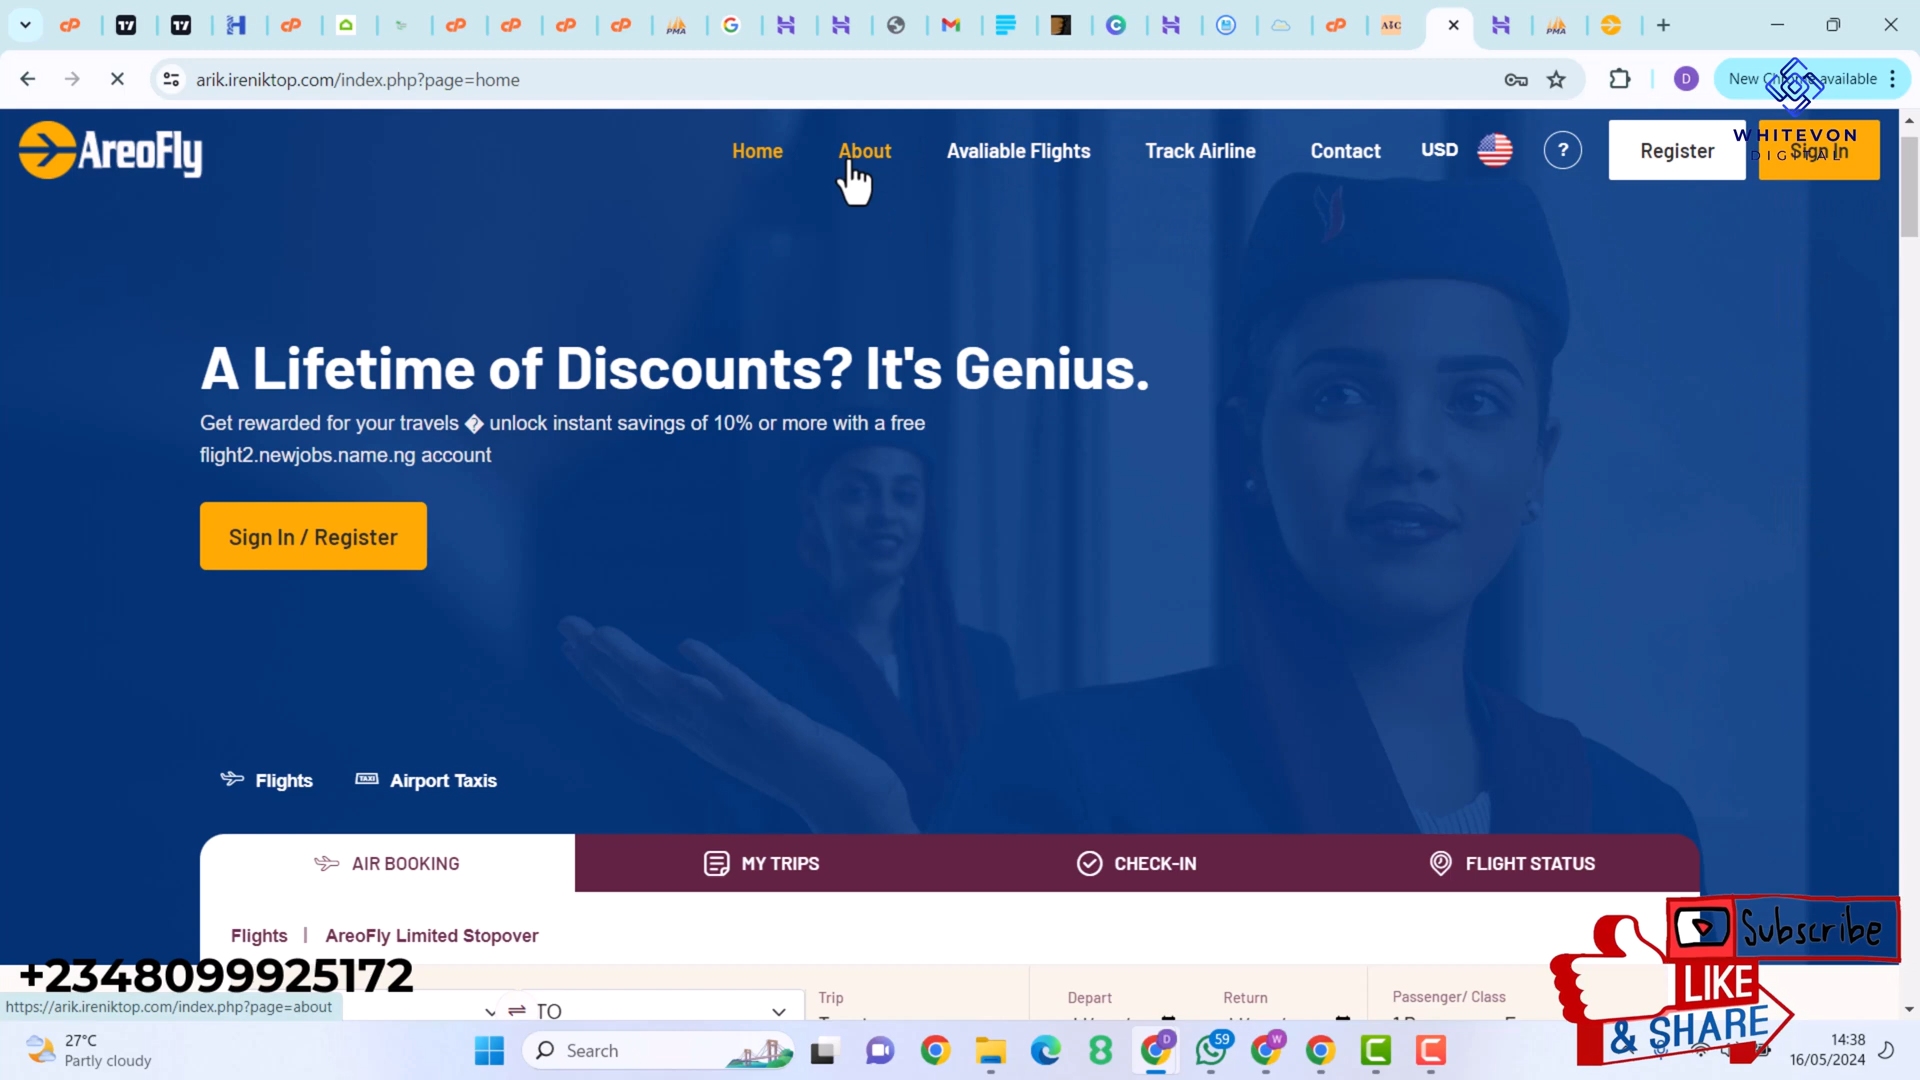 arik.ireniktop.com/index.php?page=home
D
New Chrome available
AreoFly
Home
About
Avaliable Flights
Track Airline
Contact
USD
?
Register
Sign In
WHITEVON
DIGITAL
A Lifetime of Discounts? It's Genius.
Get rewarded for your travels � unlock instant savings of 10% or more with a free
flight2.newjobs.name.ng account
Sign In / Register
Flights
TAXI
Airport Taxis
AIR BOOKING
MY TRIPS
CHECK-IN
FLIGHT STATUS
Flights | AreoFly Limited Stopover
Subscribe
LIKE
& SHARE
+2348099925172
Trip
Depart
Return
Passenger/ Class
TO
https://arik.ireniktop.com/index.php?page=about
27°C
Partly cloudy
Search
59
14:38
16/05/2024